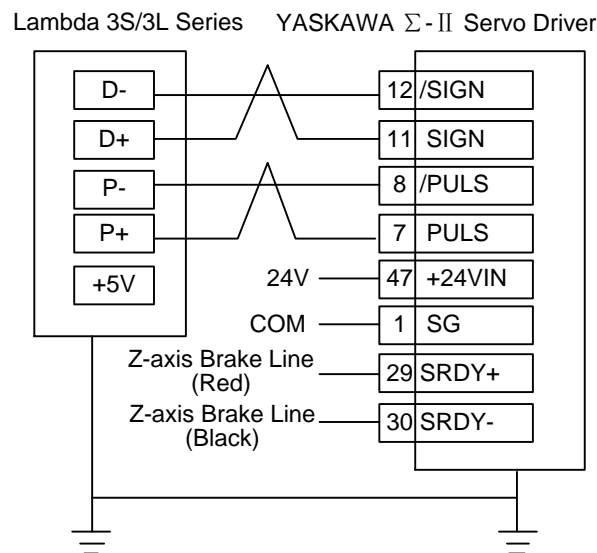 Lambda 3S/3L Series YASKAWA Σ-II Servo Driver
D- 12 /SIGN
D+ 11 SIGN
P- 8 /PULS
P+ 7 PULS
+5V 24V 47 +24VIN
COM 1 SG
Z-axis Brake Line
(Red)
29 SRDY+
Z-axis Brake Line
(Black)
30 SRDY-